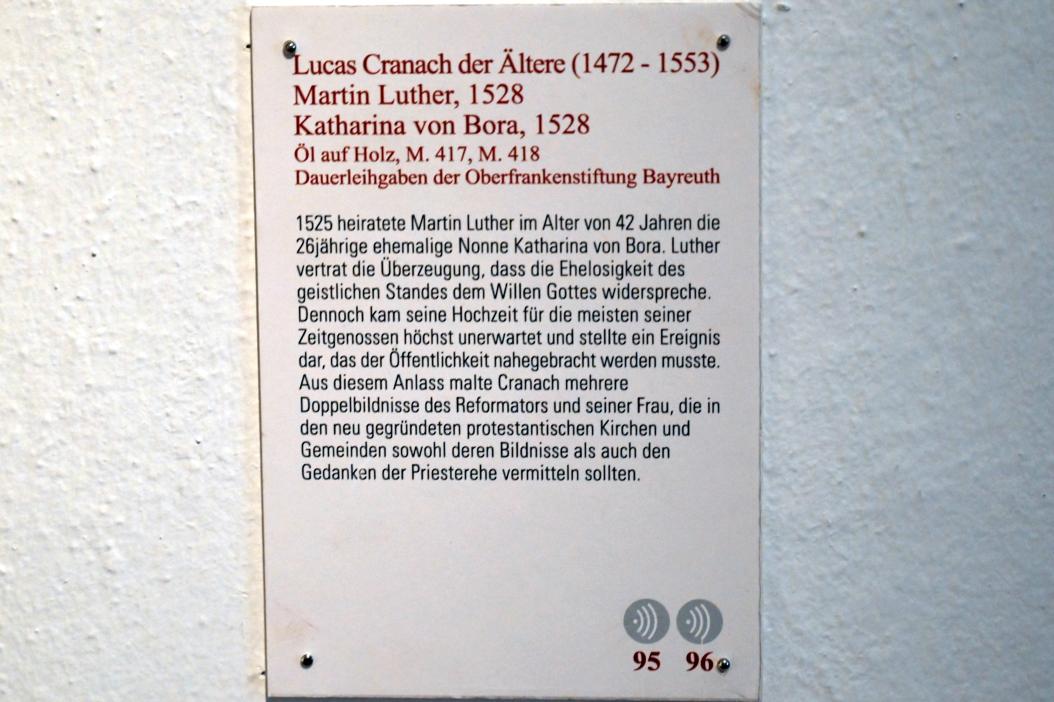 Lucas Cranach der Ältere (1472 - 1553)
Martin Luther, 1528
Katharina von Bora, 1528
Öl auf Holz, M. 417, M. 418
Dauerleihgaben der Oberfrankenstiftung Bayreuth
1525 heiratete Martin Luther im Alter von 42 Jahren die
26jährige ehemalige Nonne Katharina von Bora. Luther
vertrat die Überzeugung, dass die Ehelosigkeit des
geistlichen Standes dem Willen Gottes widerspreche.
Dennoch kam seine Hochzeit für die meisten seiner
Zeitgenossen höchst unerwartet und stellte ein Ereignis
dar, das der Öffentlichkeit nahegebracht werden musste.
Aus diesem Anlass malte Cranach mehrere
Doppelbildnisse des Reformators und seiner Frau, die in
den neu gegründeten protestantischen Kirchen und
Gemeinden sowohl deren Bildnisse als auch den
Gedanken der Priesterehe vermitteln sollten.
95 96